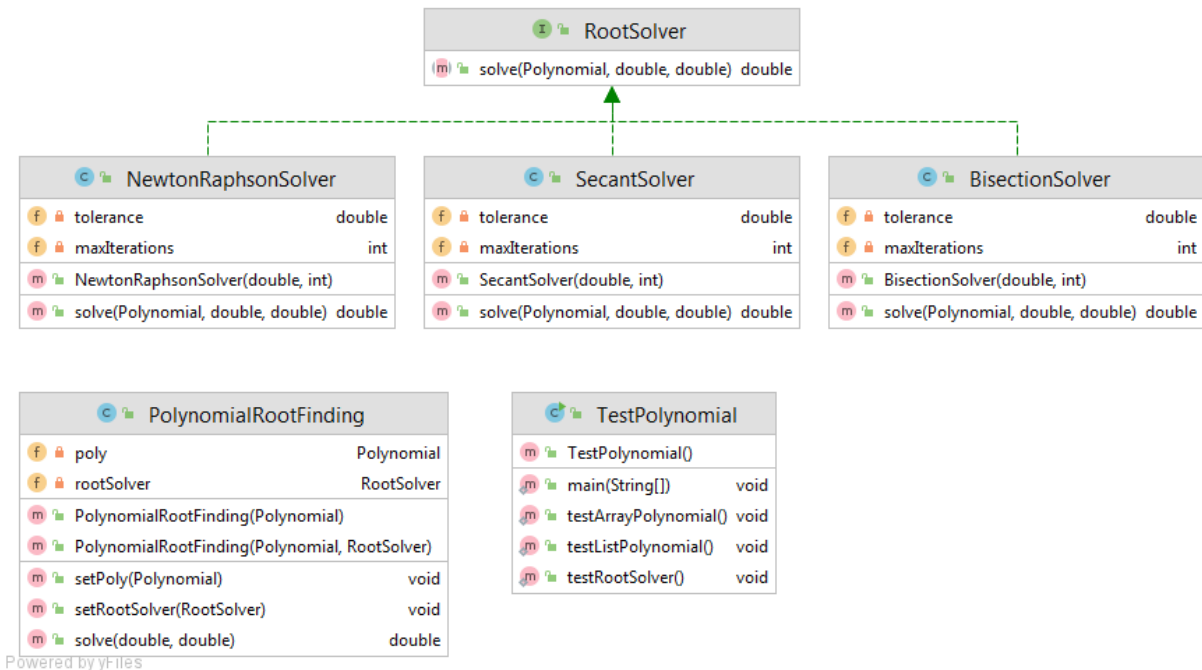 RootSolver
solve(Polynomial, double, double) double
NewtonRaphsonSolver
tolerance double
maxIterations int
NewtonRaphsonSolver(double, int)
solve(Polynomial, double, double) double
SecantSolver
tolerance double
maxIterations int
SecantSolver(double, int)
solve(Polynomial, double, double) double
BisectionSolver
tolerance double
maxIterations int
BisectionSolver(double, int)
solve(Polynomial, double, double) double
PolynomialRootFinding
poly Polynomial
rootSolver RootSolver
PolynomialRootFinding(Polynomial)
PolynomialRootFinding(Polynomial, RootSolver)
setPoly(Polynomial) void
setRootSolver(RootSolver) void
solve(double, double) double
TestPolynomial
TestPolynomial()
main(String[]) void
testArrayPolynomial() void
testListPolynomial() void
testRootSolver() void
Powered by yFiles